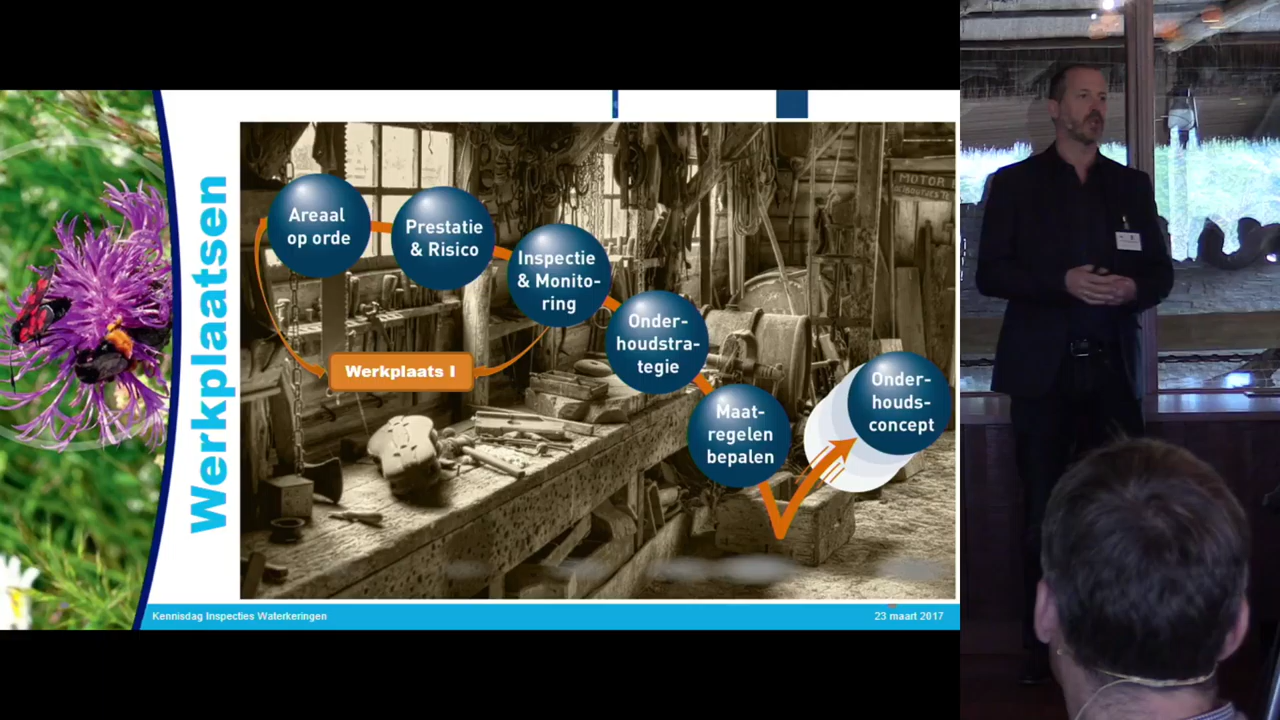 Werkplaatsen
Areaal
op orde
Prestatie
& Risico
Inspectie
& Monito-
ring
Onder-
houdstra-
tegie
Maat-
regelen
bepalen
Onder-
houds-
concept
Werkplaats I
MOTOR
Kennisdag Inspecties Waterkeringen
23 maart 2017